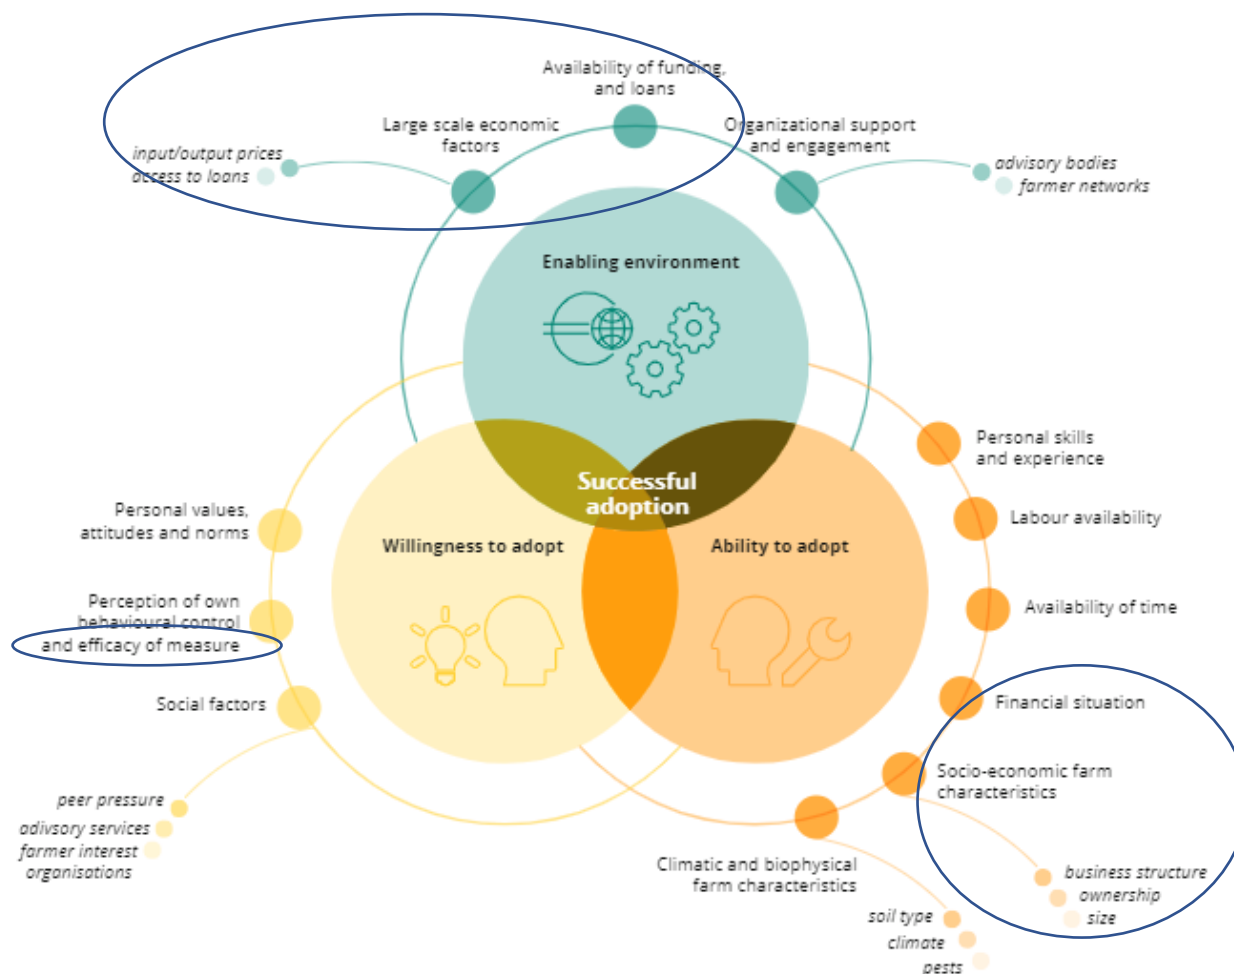 Availability of funding,
and loans
Large scale economic
factors
input/output prices
access to loans
Organizational support
and engagement
advisory bodies
farmer networks
Enabling environment
Personal skills
and experience
Labour availability
Availability of time
Financial situation
Socio-economic farm
characteristics
business structure
ownership
size
Climatic and biophysical
farm characteristics
soil type
climate
pests
Successful
adoption
Willingness to adopt
Ability to adopt
Personal values,
attitudes and norms
Perception of own
behavioural control
and efficacy of measure
Social factors
peer pressure
adivsory services
farmer interest
organisations